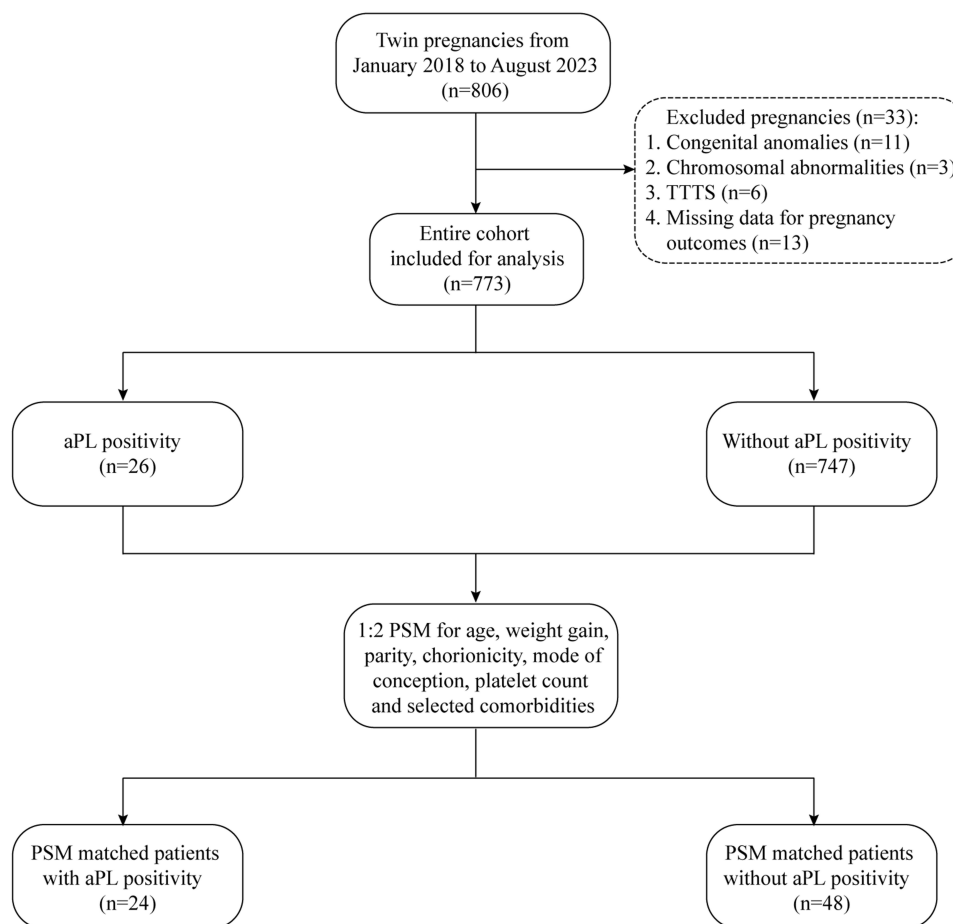 Twin pregnancies from
January 2018 to August 2023
(n=806)
Excluded pregnancies (n=33):
1. Congenital anomalies (n=11)
2. Chromosomal abnormalities (n=3)
3. TTTS (n=6)
4. Missing data for pregnancy
outcomes (n=13)
Entire cohort
included for analysis
(n=773)
aPL positivity
(n=26)
Without aPL positivity
(n=747)
1:2 PSM for age, weight gain,
parity, chorionicity, mode of
conception, platelet count
and selected comorbidities
PSM matched patients
with aPL positivity
(n=24)
PSM matched patients
without aPL positivity
(n=48)